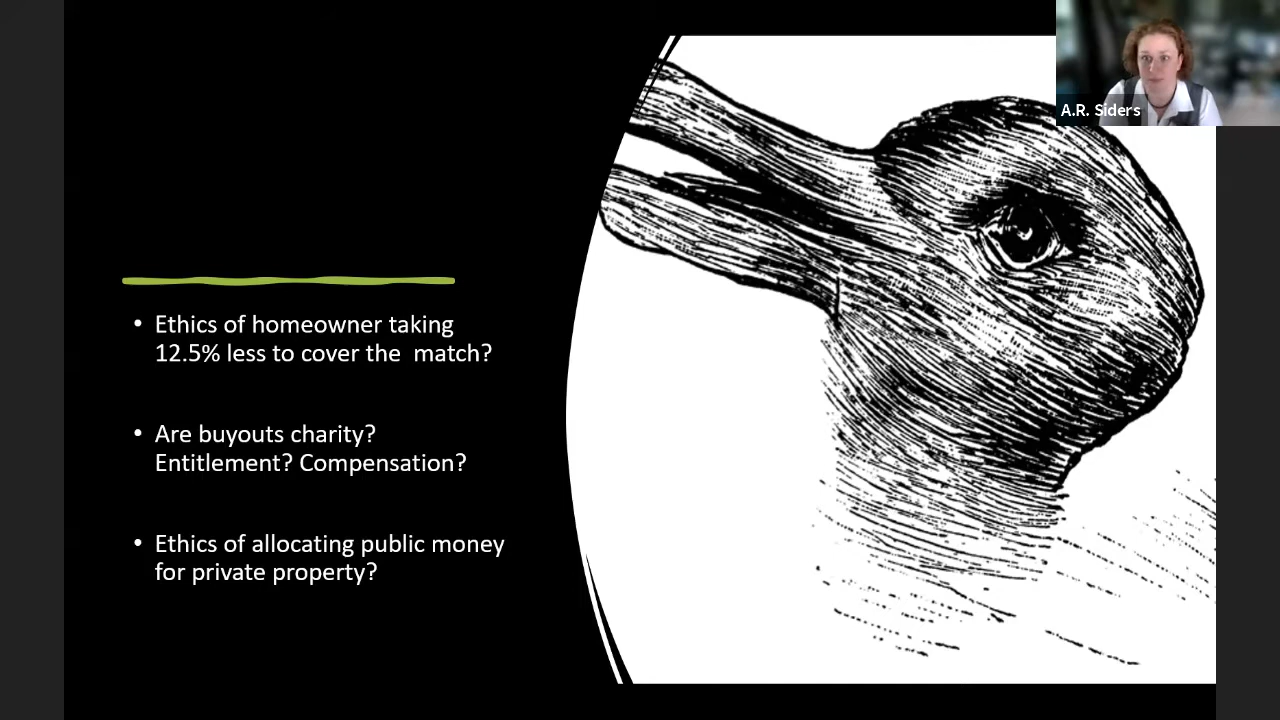 A.R. Siders
• Ethics of homeowner taking
12.5% less to cover the match?
• Are buyouts charity?
Entitlement? Compensation?
• Ethics of allocating public money
for private property?